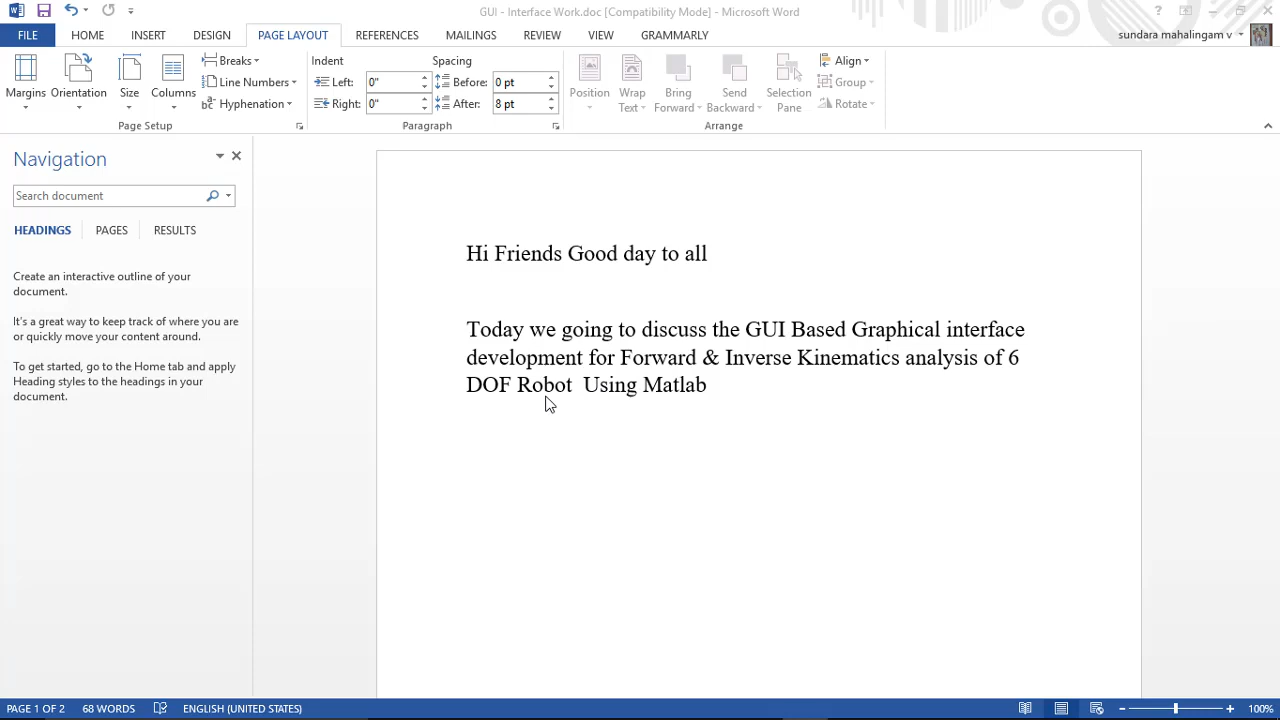 GUI - Interface Work.doc [Compatibility Mode] - Microsoft Word
?
FILE HOME INSERT DESIGN PAGE LAYOUT REFERENCES MAILINGS REVIEW VIEW GRAMMARLY sundara mahalingam v
Margins
Orientation
Size
Columns
Breaks
Line Numbers
Hyphenation
Page Setup
Indent
Left: 0"
Right: 0"
Spacing
Before: 0 pt
After: 8 pt
Paragraph
Position
Wrap
Text
Bring
Forward
Send
Backward
Selection
Pane
Align
Group
Rotate
Arrange
Navigation
Search document
HEADINGS PAGES RESULTS
Create an interactive outline of your
document.
It's a great way to keep track of where you are
or quickly move your content around.
To get started, go to the Home tab and apply
Heading styles to the headings in your
document.
Hi Friends Good day to all
Today we going to discuss the GUI Based Graphical interface
development for Forward & Inverse Kinematics analysis of 6
DOF Robot  Using Matlab
PAGE 1 OF 2 68 WORDS ENGLISH (UNITED STATES) 100%